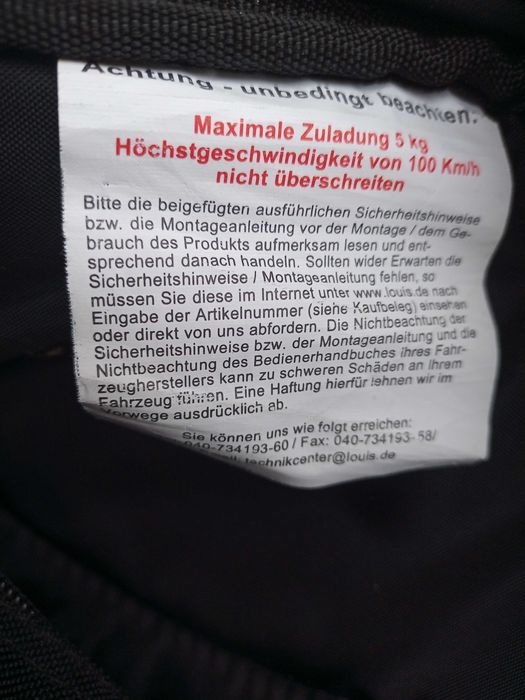 Achtung - unbedingt beachten.
Maximale Zuladung 5 kg
Höchstgeschwindigkeit von 100 Km/h
nicht überschreiten
Bitte die beigefügten ausführlichen Sicherheitshinweise
bzw. die Montageanleitung vor der Montage / dem Ge-
brauch des Produkts aufmerksam lesen und ent-
sprechend danach handeln. Sollten wider Erwarten die
Sicherheitshinweise / Montageanleitung fehlen, so
müssen Sie diese im Internet unter www.louis.de nach
Eingabe der Artikelnummer (siehe Kaufbeleg) einsehen
oder direkt von uns abfordern. Die Nichtbeachtung der
Sicherheitshinweise bzw. der Montageanleitung und die
Nichtbeachtung des Bedienerhandbuches ihres Fahr-
zeugherstellers kann zu schweren Schäden an Ihrem
Fahrzeug führen. Eine Haftung hierfür lehnen wir im
Vorwege ausdrücklich ab.
Sie können uns wie folgt erreichen:
040-734193-60 / Fax: 040-734193-58/
technikcenter@louis.de